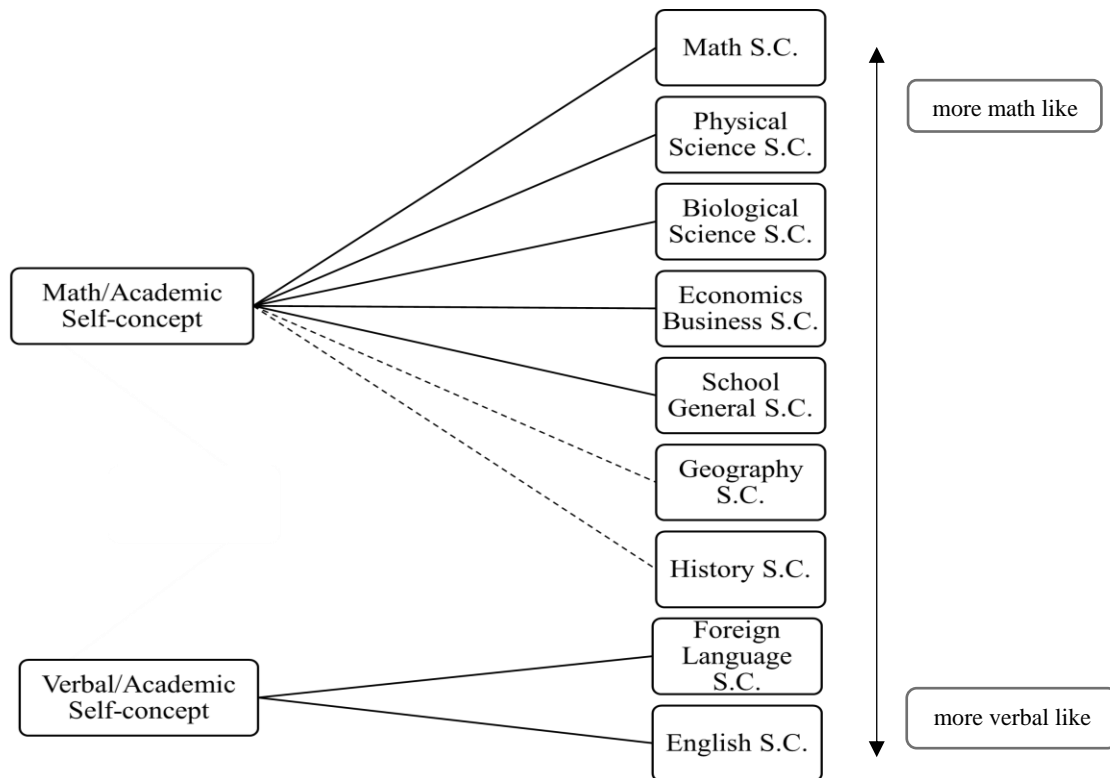 Math S.C.
more math like
Physical
Science S.C.
Biological
Science S.C.
Math/Academic
Self-concept
Economics
Business S.C.
School
General S.C.
Geography
S.C.
History S.C.
Foreign
Language
S.C.
Verbal/Academic
Self-concept
more verbal like
English S.C.